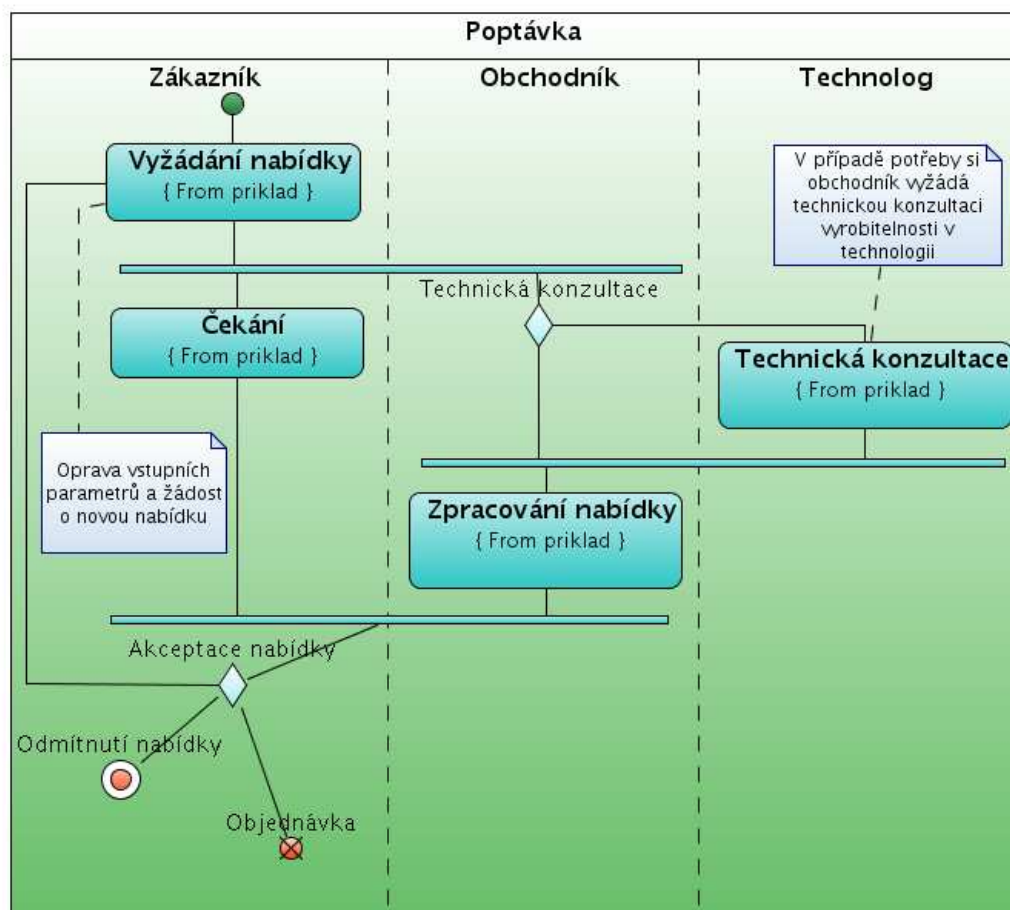 Poptávka
Zákazník
Obchodník
Technolog
Vyžádání nabídky
{ From priklad }
V případě potřeby si
obchodník vyžádá
technickou konzultaci
vyrobitelnosti v
technologii
Technická konzultace
Čekání
{ From priklad }
Technická konzultace
{ From priklad }
Oprava vstupních
parametrů a žádost
o novou nabídku
Zpracování nabídky
{ From priklad }
Akceptace nabídky
Odmítnutí nabídky
Objednávka